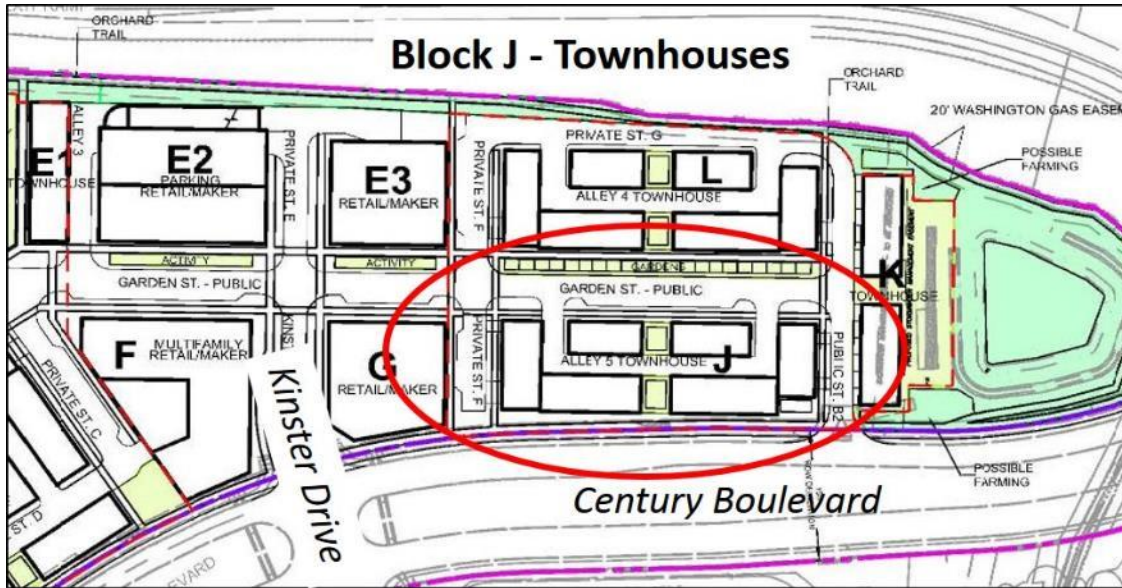 ORCHARD
TRAIL
Block J - Townhouses
ORCHARD
TRAIL
20' WASHINGTON GAS EASEM
POSSIBLE
FARMING
PRIVATE ST. G
ALLEY 3
E1
TOWNHOUSE
E2
PARKING
RETAIL/MAKER
PRIVATE ST. E
E3
RETAIL/MAKER
PRIVATE ST. F
L
ALLEY 4 TOWNHOUSE
ACTIVITY
ACTIVITY
GARDENS
GARDEN ST. - PUBLIC
GARDEN ST. - PUBLIC
K
TOWNHOUSE
F
MULTIFAMILY
RETAIL/MAKER
PRIVATE ST. C
KINS
G
RETAIL/MAKER
PRIVATE ST. F
ALLEY 5 TOWNHOUSE
J
PUBLIC ST. B2
Kinster Drive
Century Boulevard
POSSIBLE
FARMING
ST. D
EVARD